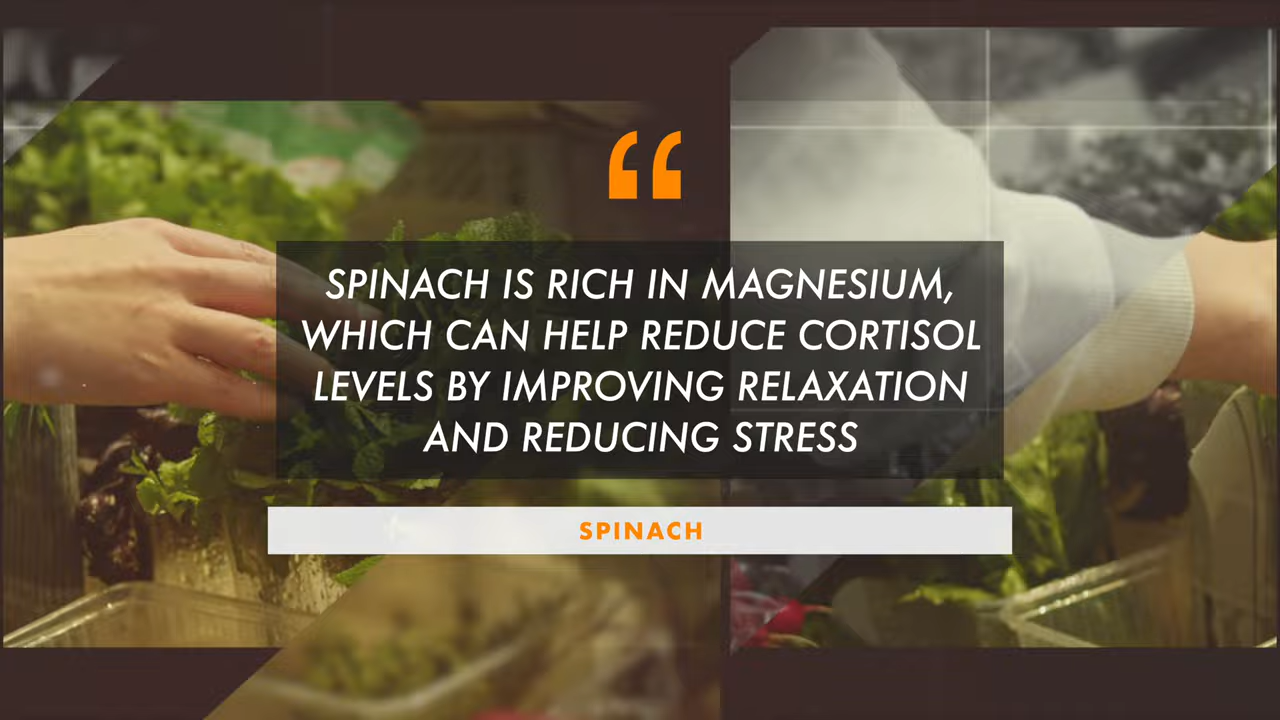 “
SPINACH IS RICH IN MAGNESIUM,
WHICH CAN HELP REDUCE CORTISOL
LEVELS BY IMPROVING RELAXATION
AND REDUCING STRESS
SPINACH